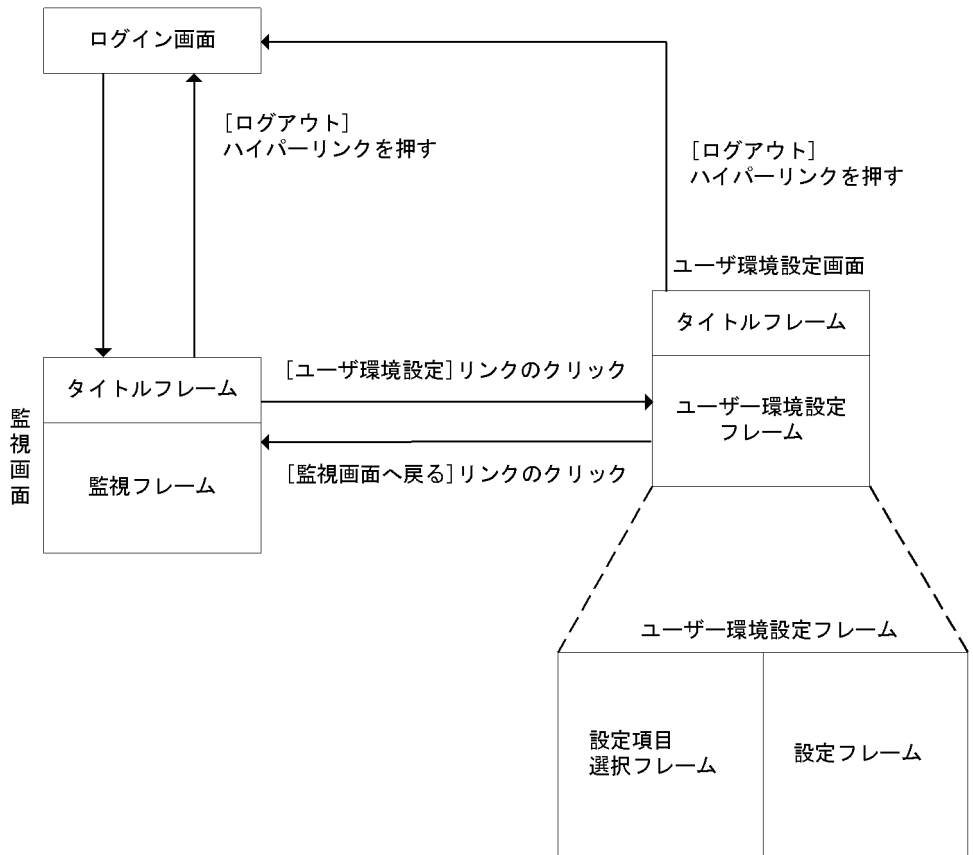 ログイン画面
[ログアウト]
ハイパーリンクを押す
[ログアウト]
ハイパーリンクを押す
ユーザ環境設定画面
タイトルフレーム
ユーザー環境設定
フレーム
[ユーザ環境設定]リンクのクリック
タイトルフレーム
監視画面
監視フレーム
[監視画面へ戻る]リンクのクリック
ユーザー環境設定フレーム
設定項目
選択フレーム
設定フレーム